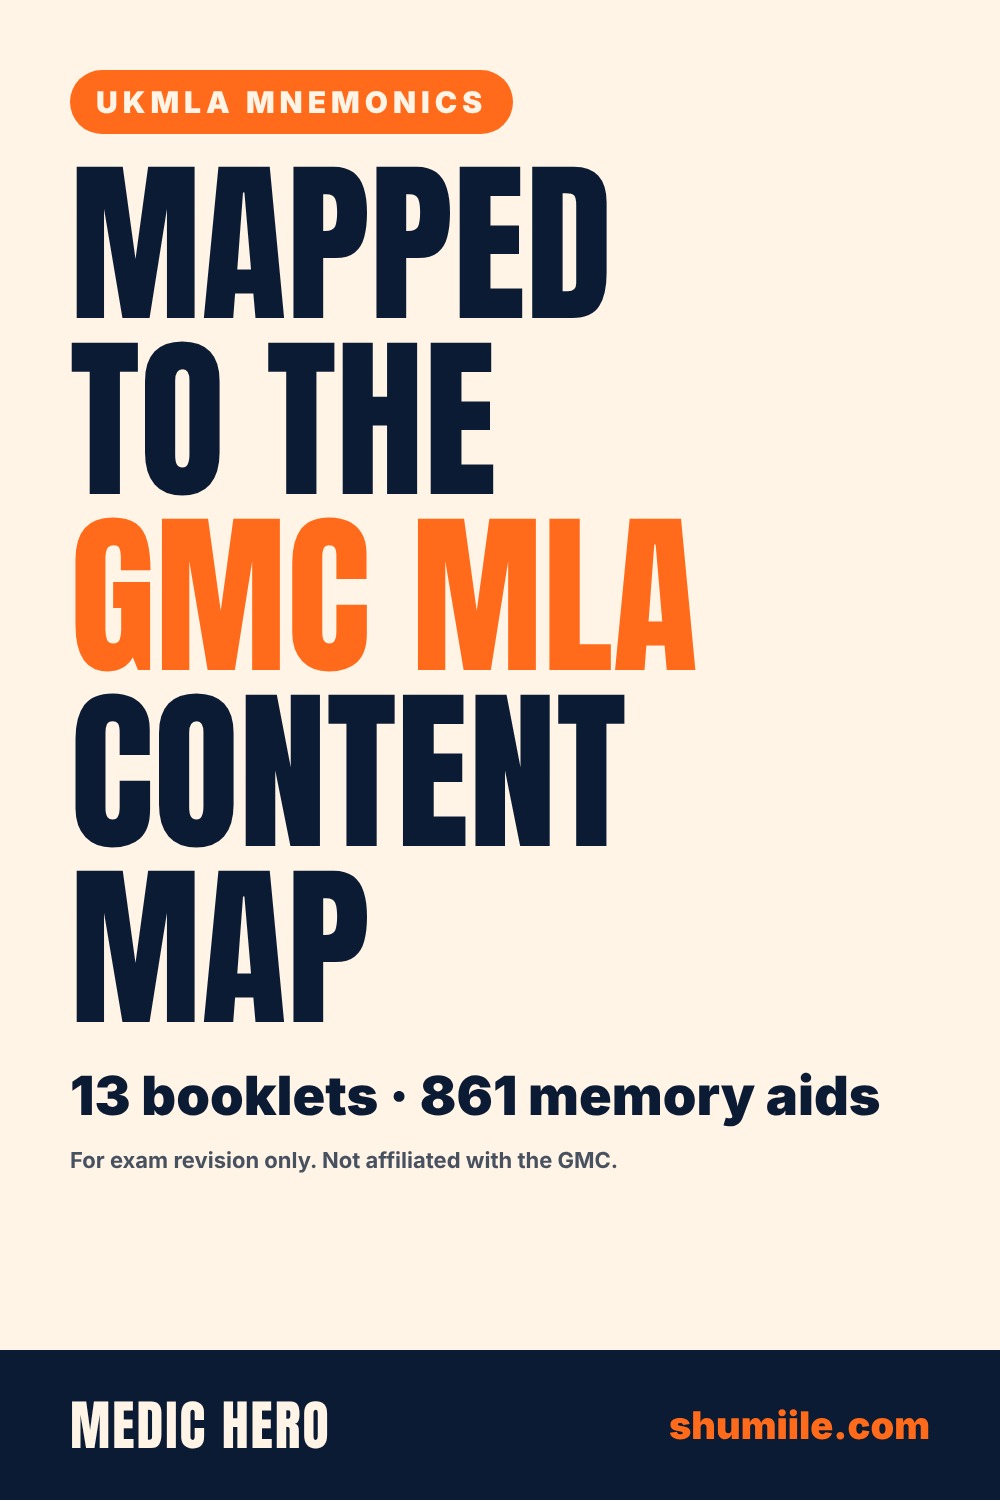 UKMLA MNEMONICS
MAPPED
TO THE
GMC MLA
CONTENT
MAP
13 booklets · 861 memory aids
For exam revision only. Not affiliated with the GMC.
MEDIC HERO
shumiile.com